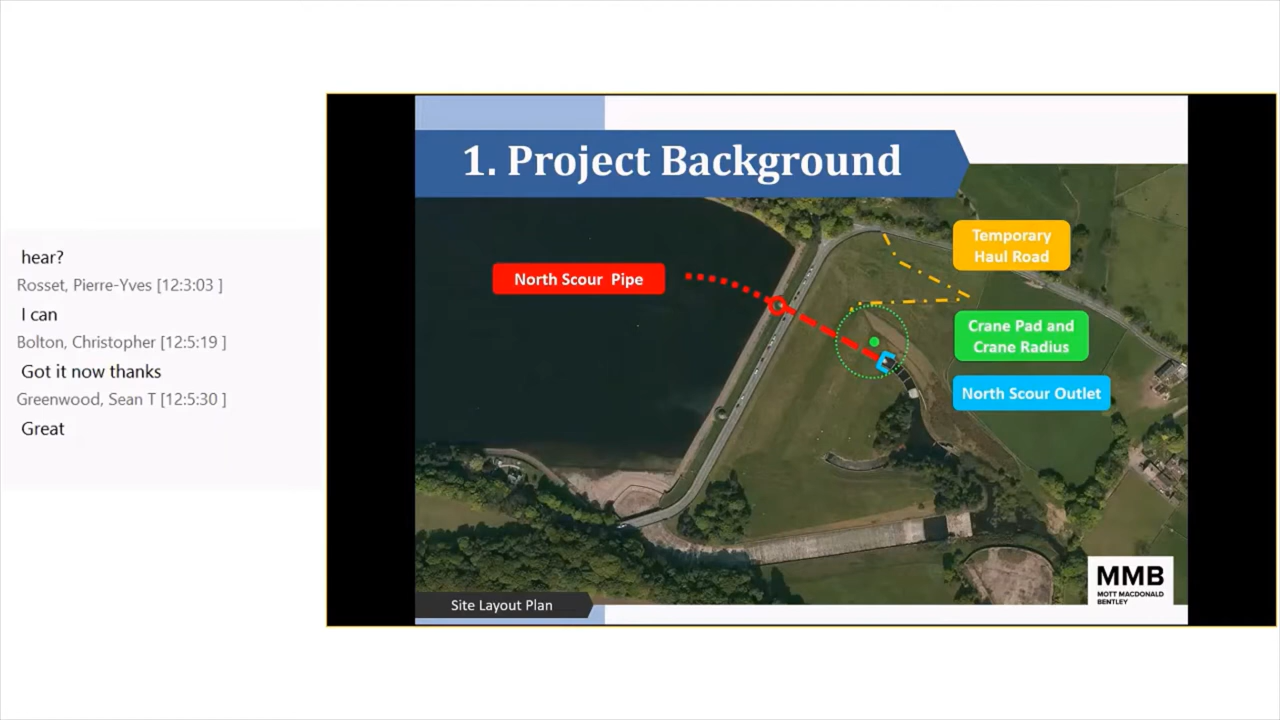 hear?
Rosset, Pierre-Yves [12:3:03 ]
I can
Bolton, Christopher [12:5:19 ]
Got it now thanks
Greenwood, Sean T [12:5:30 ]
Great
1. Project Background
Temporary
Haul Road
North Scour Pipe
Crane Pad and
Crane Radius
North Scour Outlet
MMB
MOTT MACDONALD
BENTLEY
Site Layout Plan